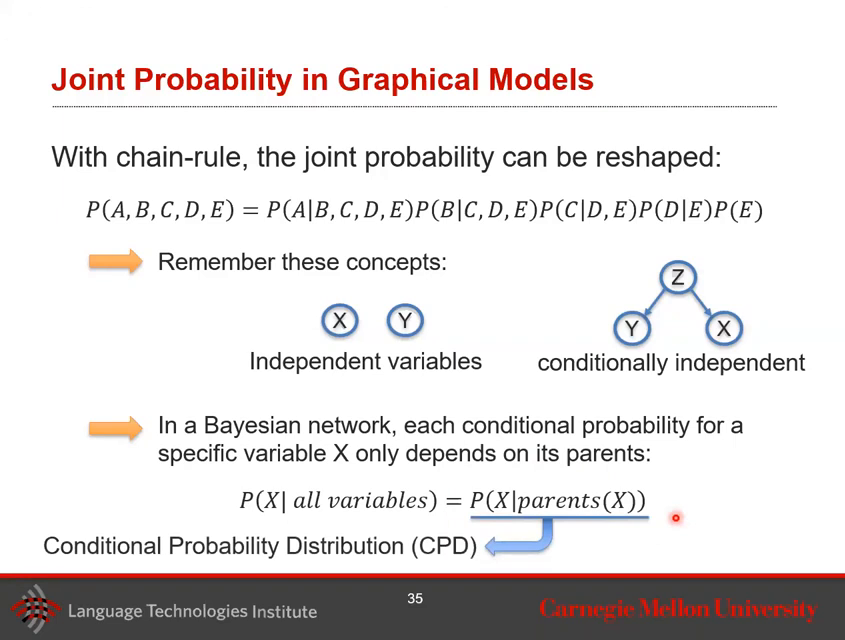 Joint Probability in Graphical Models
With chain-rule, the joint probability can be reshaped:
P(A, B, C, D, E) = P(A|B, C, D, E)P(B|C, D, E)P(C|D, E)P(D|E)P(E)
Remember these concepts:
X Y
Independent variables
Z
Y X
conditionally independent
In a Bayesian network, each conditional probability for a
specific variable X only depends on its parents:
P(X| all variables) = P(X|parents(X))
Conditional Probability Distribution (CPD)
35
Language Technologies Institute
Carnegie Mellon University